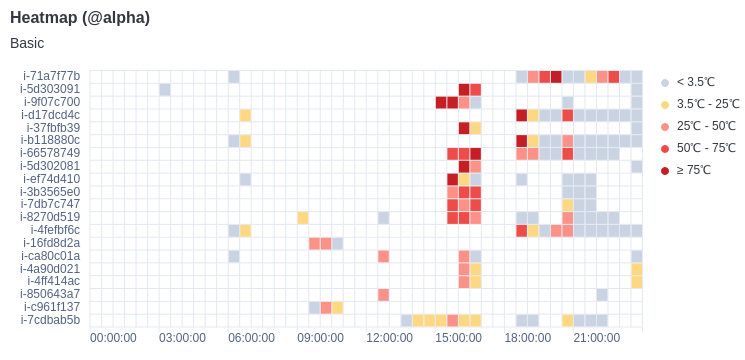 Heatmap (@alpha)
Basic
i-71a7f77b
i-5d303091
i-9f07c700
i-d17dcd4c
i-37fbfb39
i-b118880c
i-66578749
i-5d302081
i-ef74d410
i-3b3565e0
i-7db7c747
i-8270d519
i-4fefbf6c
i-16fd8d2a
i-ca80c01a
i-4a90d021
i-4ff414ac
i-850643a7
i-c961f137
i-7cdbab5b
00:00:00 03:00:00 06:00:00 09:00:00 12:00:00 15:00:00 18:00:00 21:00:00
< 3.5℃
3.5℃ - 25℃
25℃ - 50℃
50℃ - 75℃
≥ 75℃